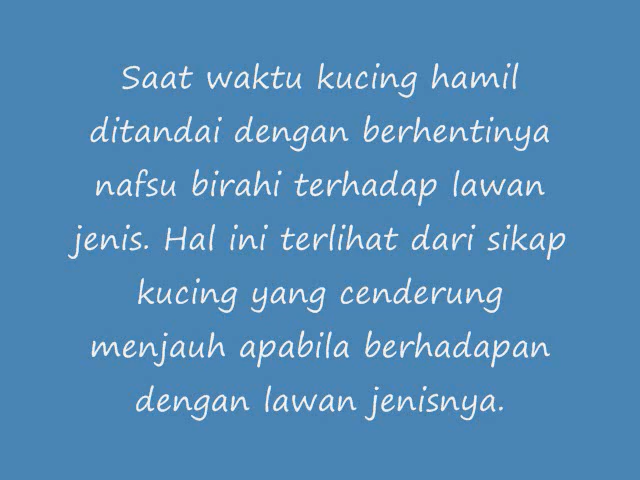 Saat waktu kucing hamil
ditandai dengan berhentinya
nafsu birahi terhadap lawan
jenis. Hal ini terlihat dari sikap
kucing yang cenderung
menjauh apabila berhadapan
dengan lawan jenisnya.